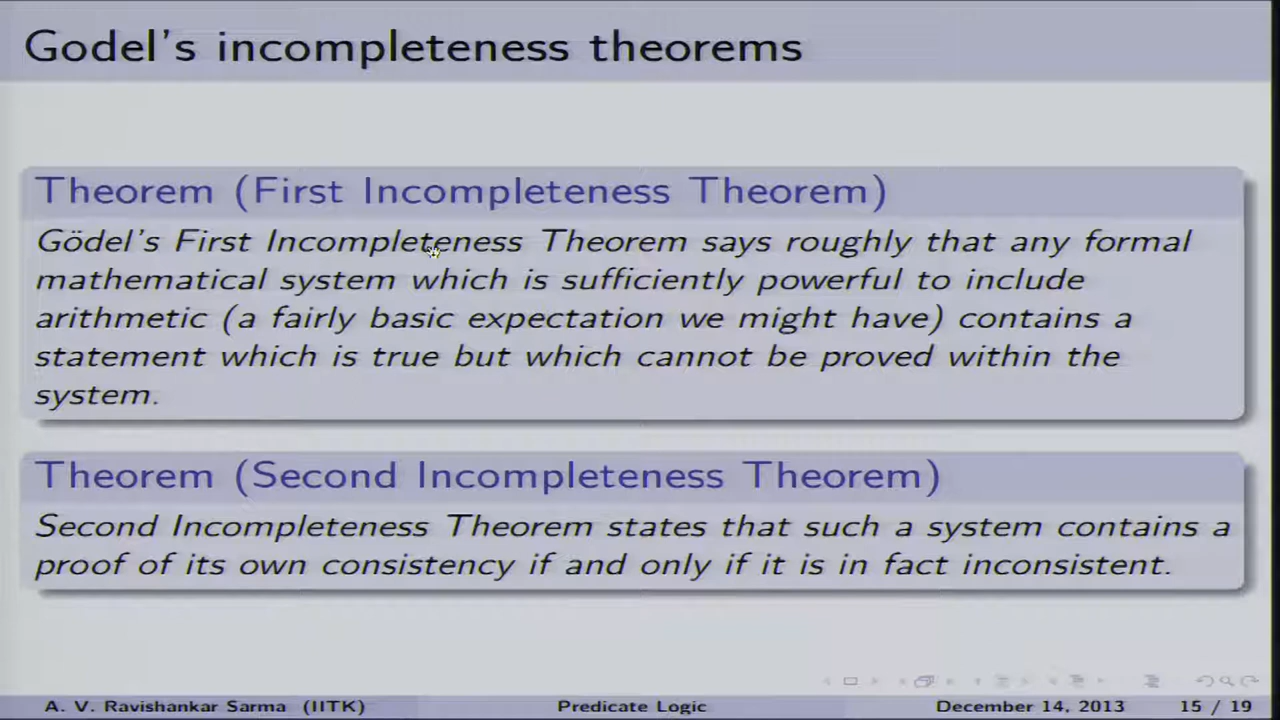 Godel's incompleteness theorems
Theorem (First Incompleteness Theorem)
Gödel's First Incompleteness Theorem says roughly that any formal
mathematical system which is sufficiently powerful to include
arithmetic (a fairly basic expectation we might have) contains a
statement which is true but which cannot be proved within the
system.
Theorem (Second Incompleteness Theorem)
Second Incompleteness Theorem states that such a system contains a
proof of its own consistency if and only if it is in fact inconsistent.
A. V. Ravishankar Sarma (IITK) Predicate Logic December 14, 2013 15 / 19